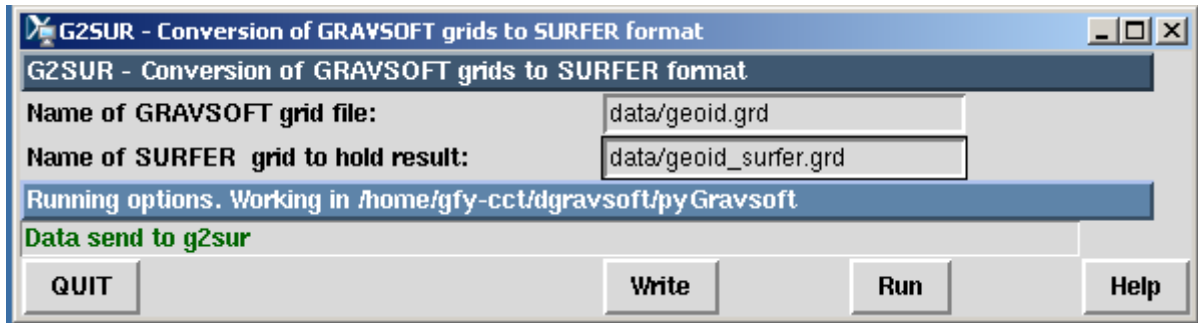 G2SUR - Conversion of GRAVSOFT grids to SURFER format
G2SUR - Conversion of GRAVSOFT grids to SURFER format
Name of GRAVSOFT grid file: data/geoid.grd
Name of SURFER grid to hold result: data/geoid_surfer.grd
Running options. Working in /home/gfy-cct/dgravsoft/pyGravsoft
Data send to g2sur
QUIT Write Run Help